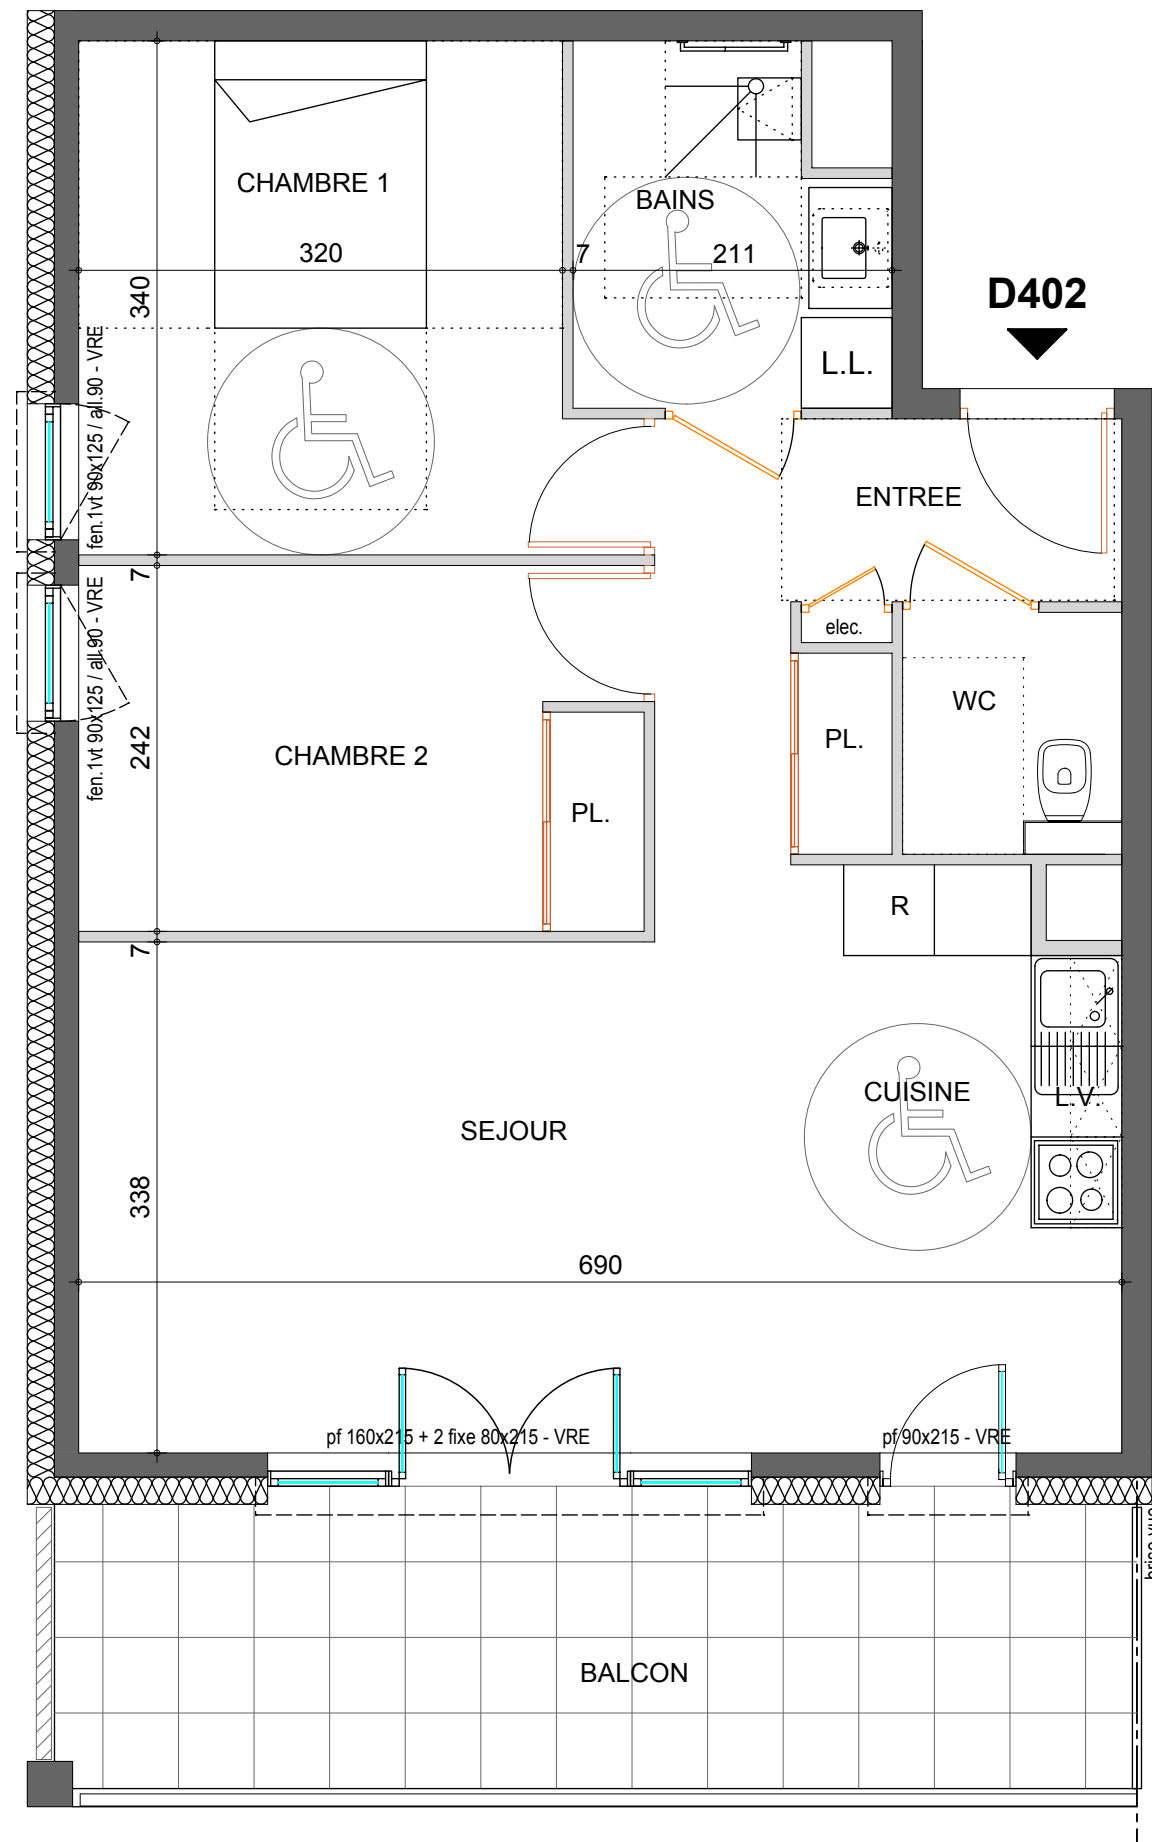 CHAMBRE 1
BAINS
320
7
211
340
D402
L.L.
fen.1vt 90x125 / all.90 - VRE
ENTREE
7
fen.1vt 90x125 / all.90 - VRE
elec.
WC
242
CHAMBRE 2
PL.
PL.
R
7
CUISINE
L.V.
SEJOUR
338
690
pf 160x215 + 2 fixe 80x215 - VRE
pf 90x215 - VRE
brise vue
BALCON